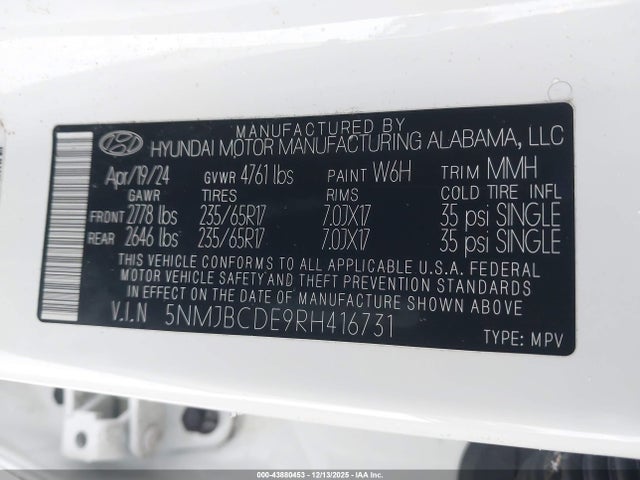 MANUFACTURED BY
HYUNDAI MOTOR MANUFACTURING ALABAMA, LLC
Apr/19/24 GVWR 4761 lbs PAINT W6H TRIM MMH
GAWR TIRES RIMS COLD TIRE INFL
FRONT 2778 lbs 235/65R17 7.0JX17 35 psi SINGLE
REAR 2646 lbs 235/65R17 7.0JX17 35 psi SINGLE
THIS VEHICLE CONFORMS TO ALL APPLICABLE U.S.A. FEDERAL
MOTOR VEHICLE SAFETY AND THEFT PREVENTION STANDARDS
IN EFFECT ON THE DATE OF MANUFACTURE SHOWN ABOVE
V.I.N 5NMJBCDE9RH416731
TYPE: MPV
000-43880453 - 12/13/2025 - IAAI.COM